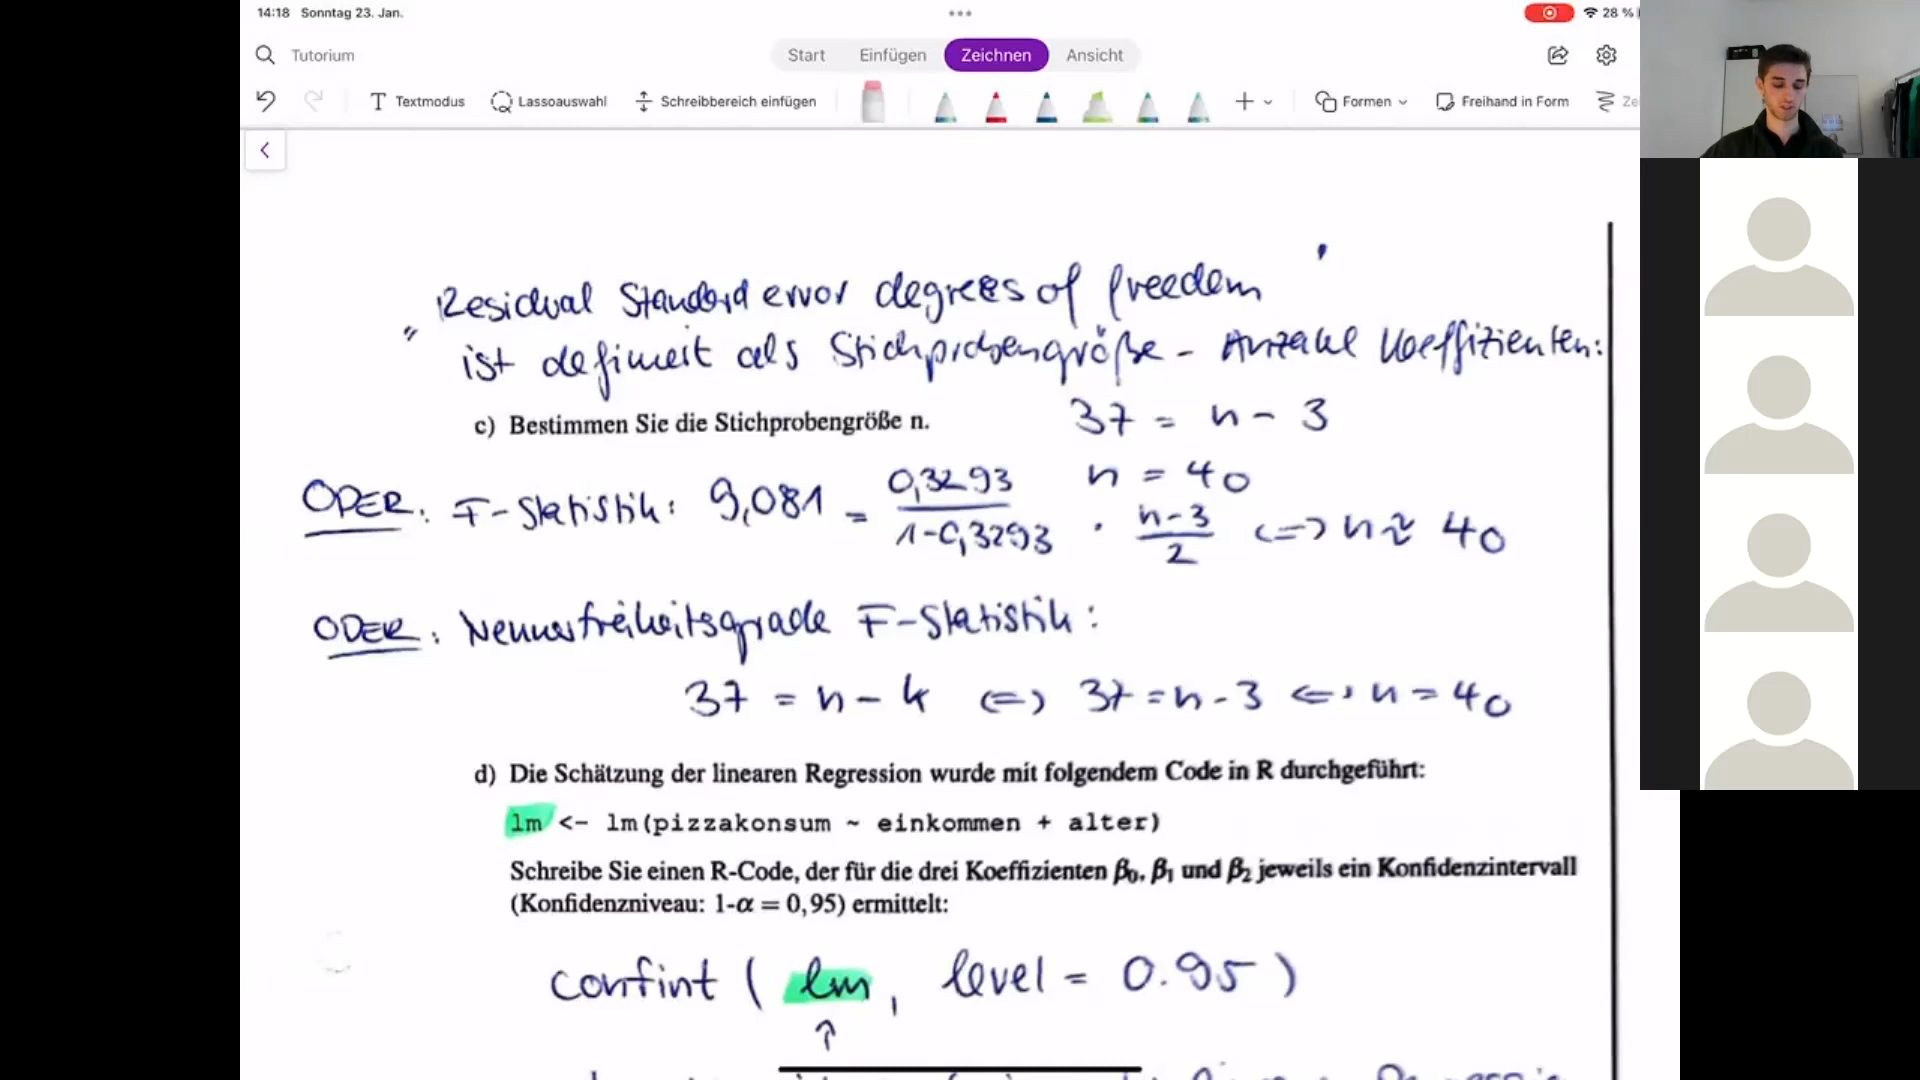 14:18 Sonntag 23. Jan.
28 %
Tutorium
Start Einfügen Zeichnen Ansicht
Textmodus Lassoauswahl Schreibbereich einfügen Formen Freihand in Form
"Residual Standard error degrees of freedom"
ist definiert als Stichprobengröße - Anzahl Koeffizienten:
c) Bestimmen Sie die Stichprobengröße n.
37 = n - 3
n = 40
ODER: F-Statistik: 9,081 = 0,3293 / 1-0,3293 · n-3 / 2 <=> n ≈ 40
ODER: Nennerfreiheitsgrade F-Statistik:
37 = n - k <=> 37 = n - 3 <=> n = 40
d) Die Schätzung der linearen Regression wurde mit folgendem Code in R durchgeführt:
lm <- lm(pizzakonsum ~ einkommen + alter)
Schreibe Sie einen R-Code, der für die drei Koeffizienten β₀, β₁ und β₂ jeweils ein Konfidenzintervall
(Konfidenzniveau: 1-α = 0,95) ermittelt:
confint ( lm, level = 0.95 )
↑